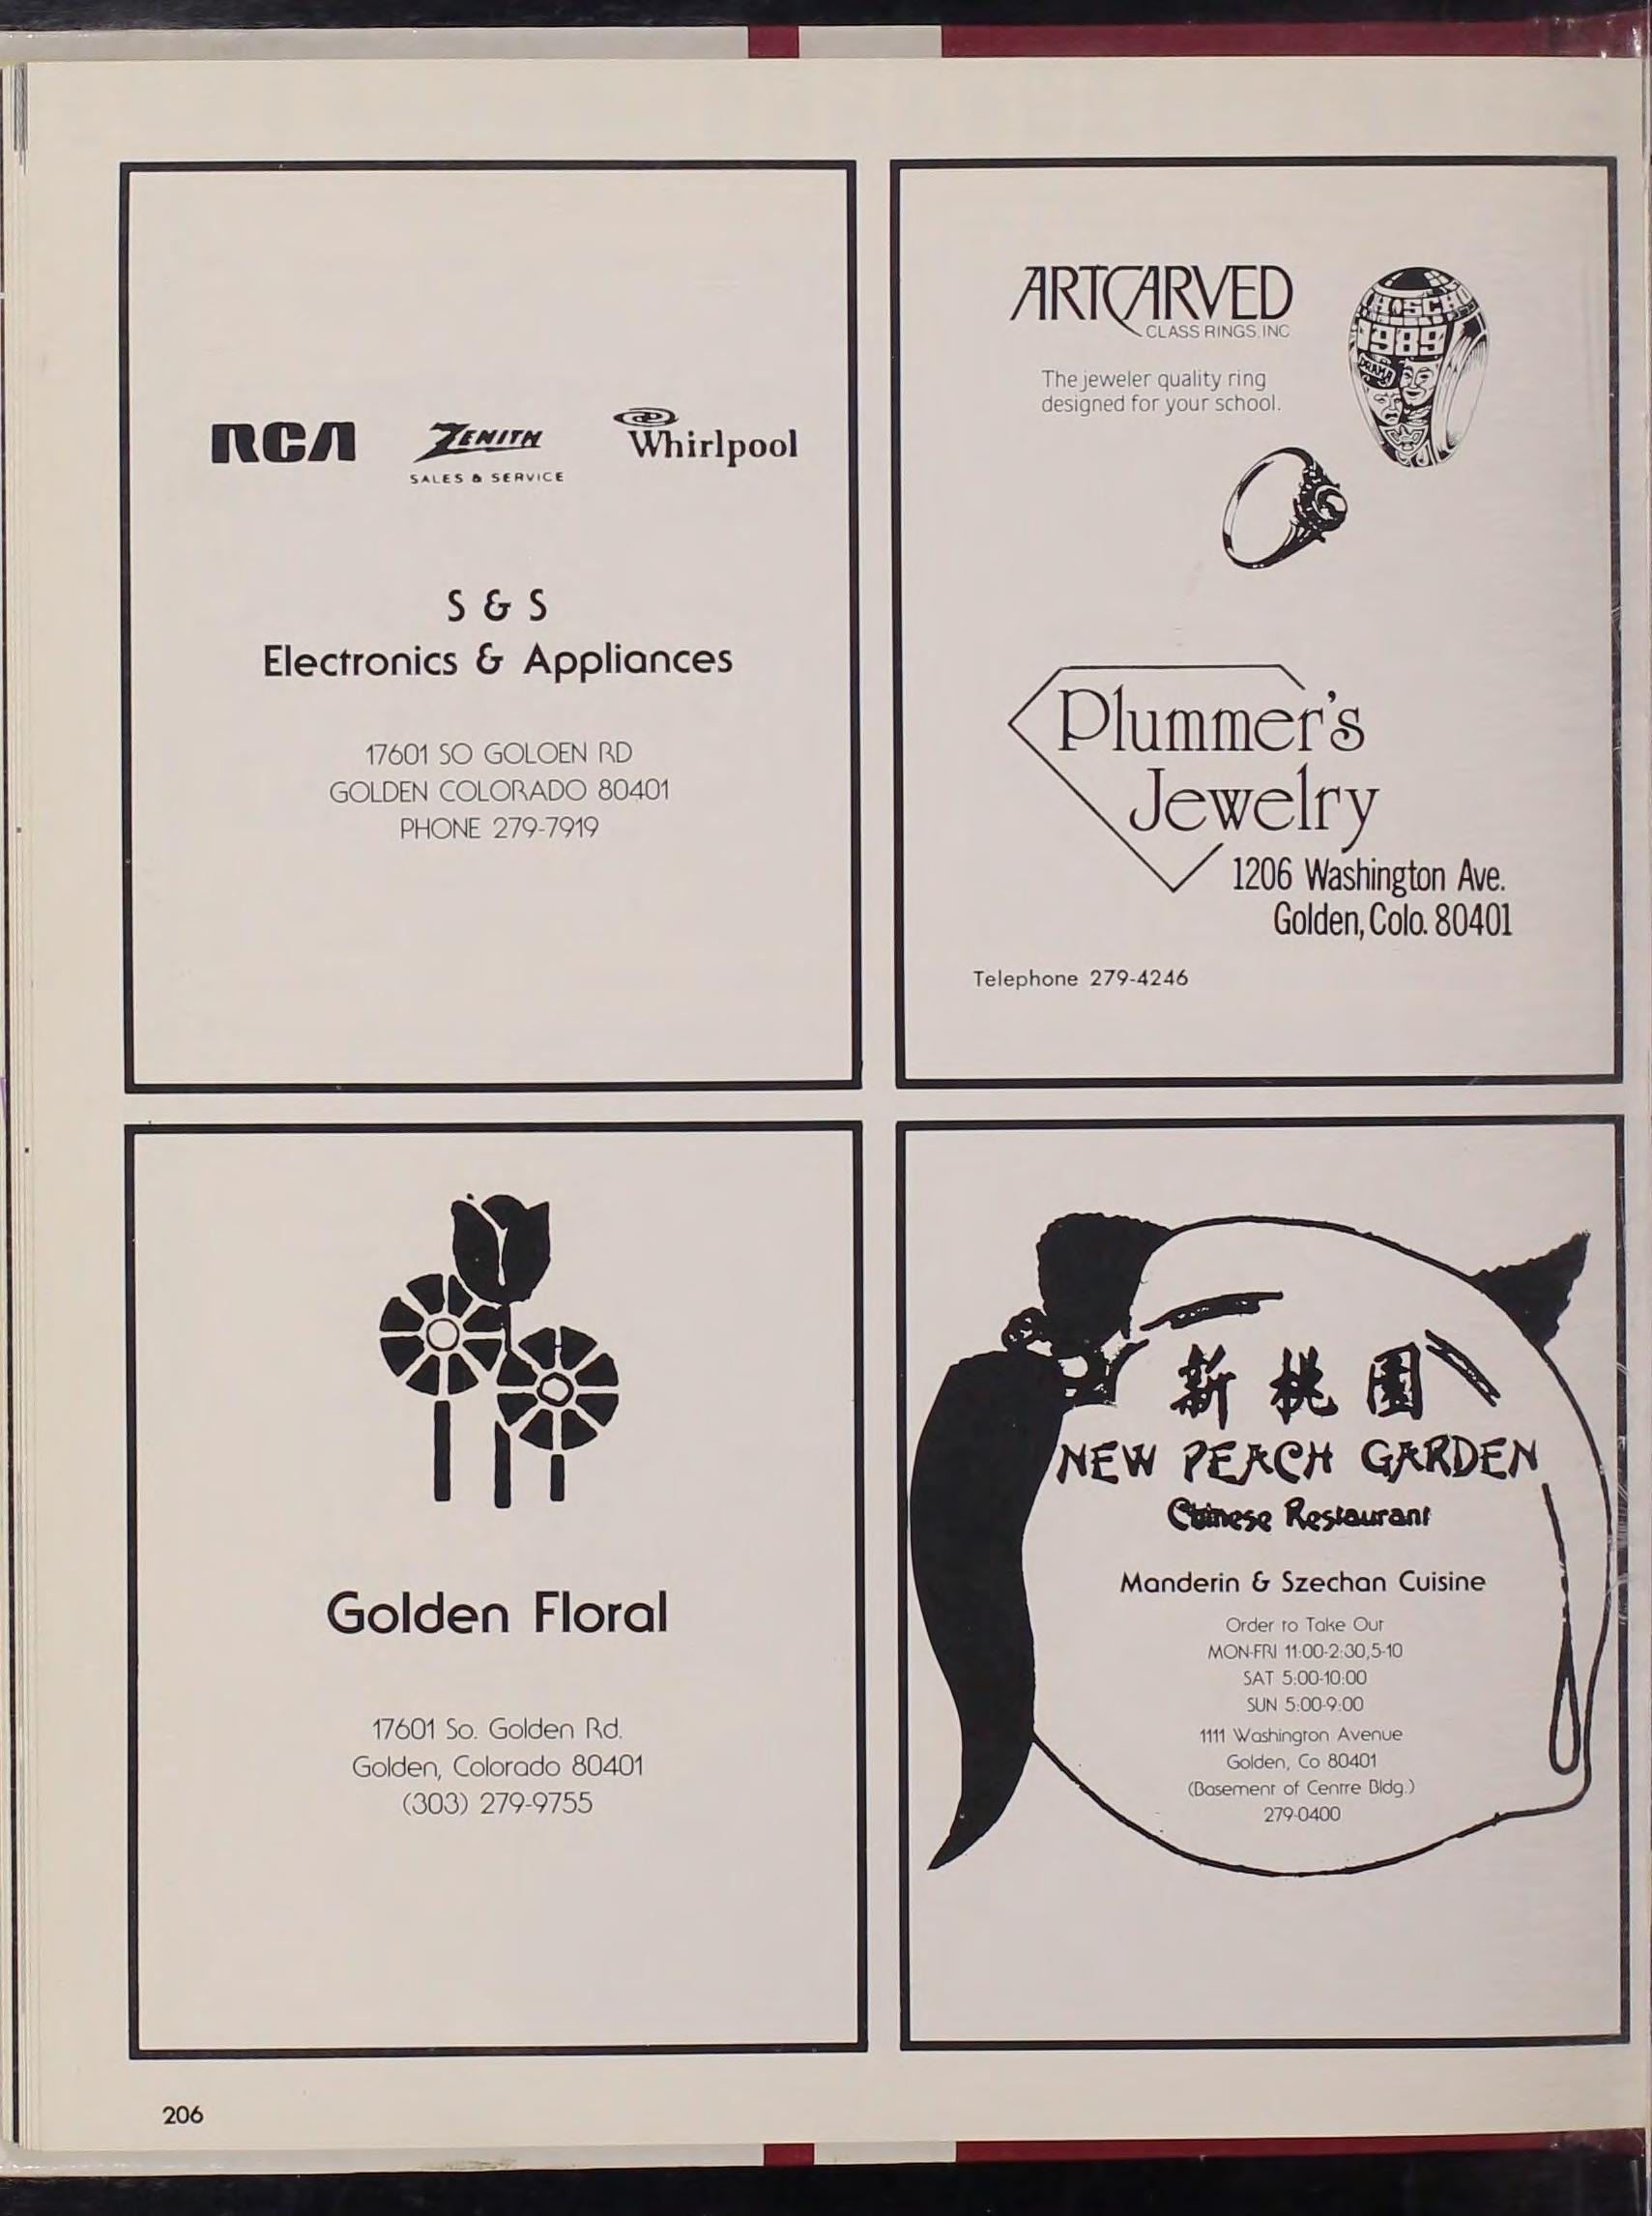 RCA
ZENITH
SALES & SERVICE
Whirlpool
S & S
Electronics & Appliances
17601 SO GOLOEN RD
GOLDEN COLORADO 80401
PHONE 279-7919
ARTCARVED
CLASS RINGS, INC
The jeweler quality ring
designed for your school.
1989
DRAMA
Plummer's
Jewelry
1206 Washington Ave.
Golden, Colo. 80401
Telephone 279-4246
Golden Floral
17601 So. Golden Rd.
Golden, Colorado 80401
(303) 279-9755
新 桃 園
NEW PEACH GARDEN
Chinese Restaurant
Manderin & Szechan Cuisine
Order to Take Out
MON-FRI 11:00-2:30,5-10
SAT 5:00-10:00
SUN 5:00-9:00
1111 Washington Avenue
Golden, Co 80401
(Basement of Centre Bldg.)
279-0400
206